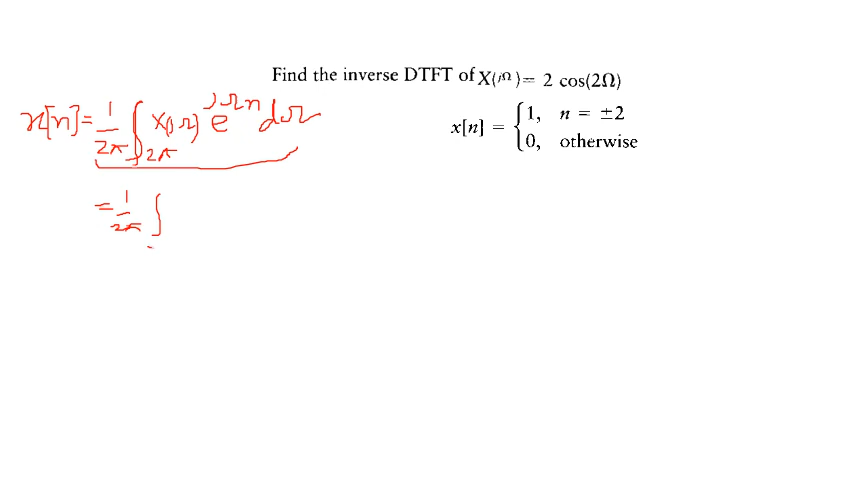 Find the inverse DTFT of X(jΩ) = 2 cos(2Ω)
x[n] = { 1, n = ±2
0, otherwise
x[n] = 1/2π ∫2π X(jΩ) e^jΩn dΩ
= 1/2π ∫